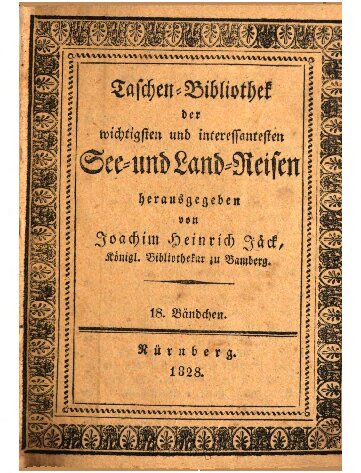 Taschen-Bibliothek
der
wichtigsten und interessantesten
See- und Land-Reisen
herausgegeben
von
Joachim Heinrich Jäck,
Königl. Bibliothekar zu Bamberg.
18. Bändchen.
Nürnberg.
1828.